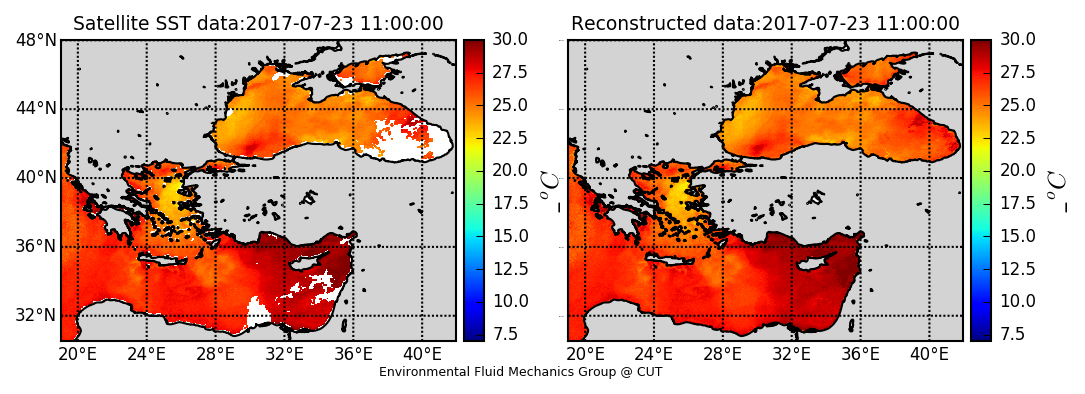 Satellite SST data:2017-07-23 11:00:00
48°N
44°N
40°N
36°N
32°N
20°E 24°E 28°E 32°E 36°E 40°E
30.0
27.5
25.0
22.5
20.0
17.5
15.0
12.5
10.0
7.5
_°C
Reconstructed data:2017-07-23 11:00:00
20°E 24°E 28°E 32°E 36°E 40°E
30.0
27.5
25.0
22.5
20.0
17.5
15.0
12.5
10.0
7.5
_°C
Environmental Fluid Mechanics Group @ CUT